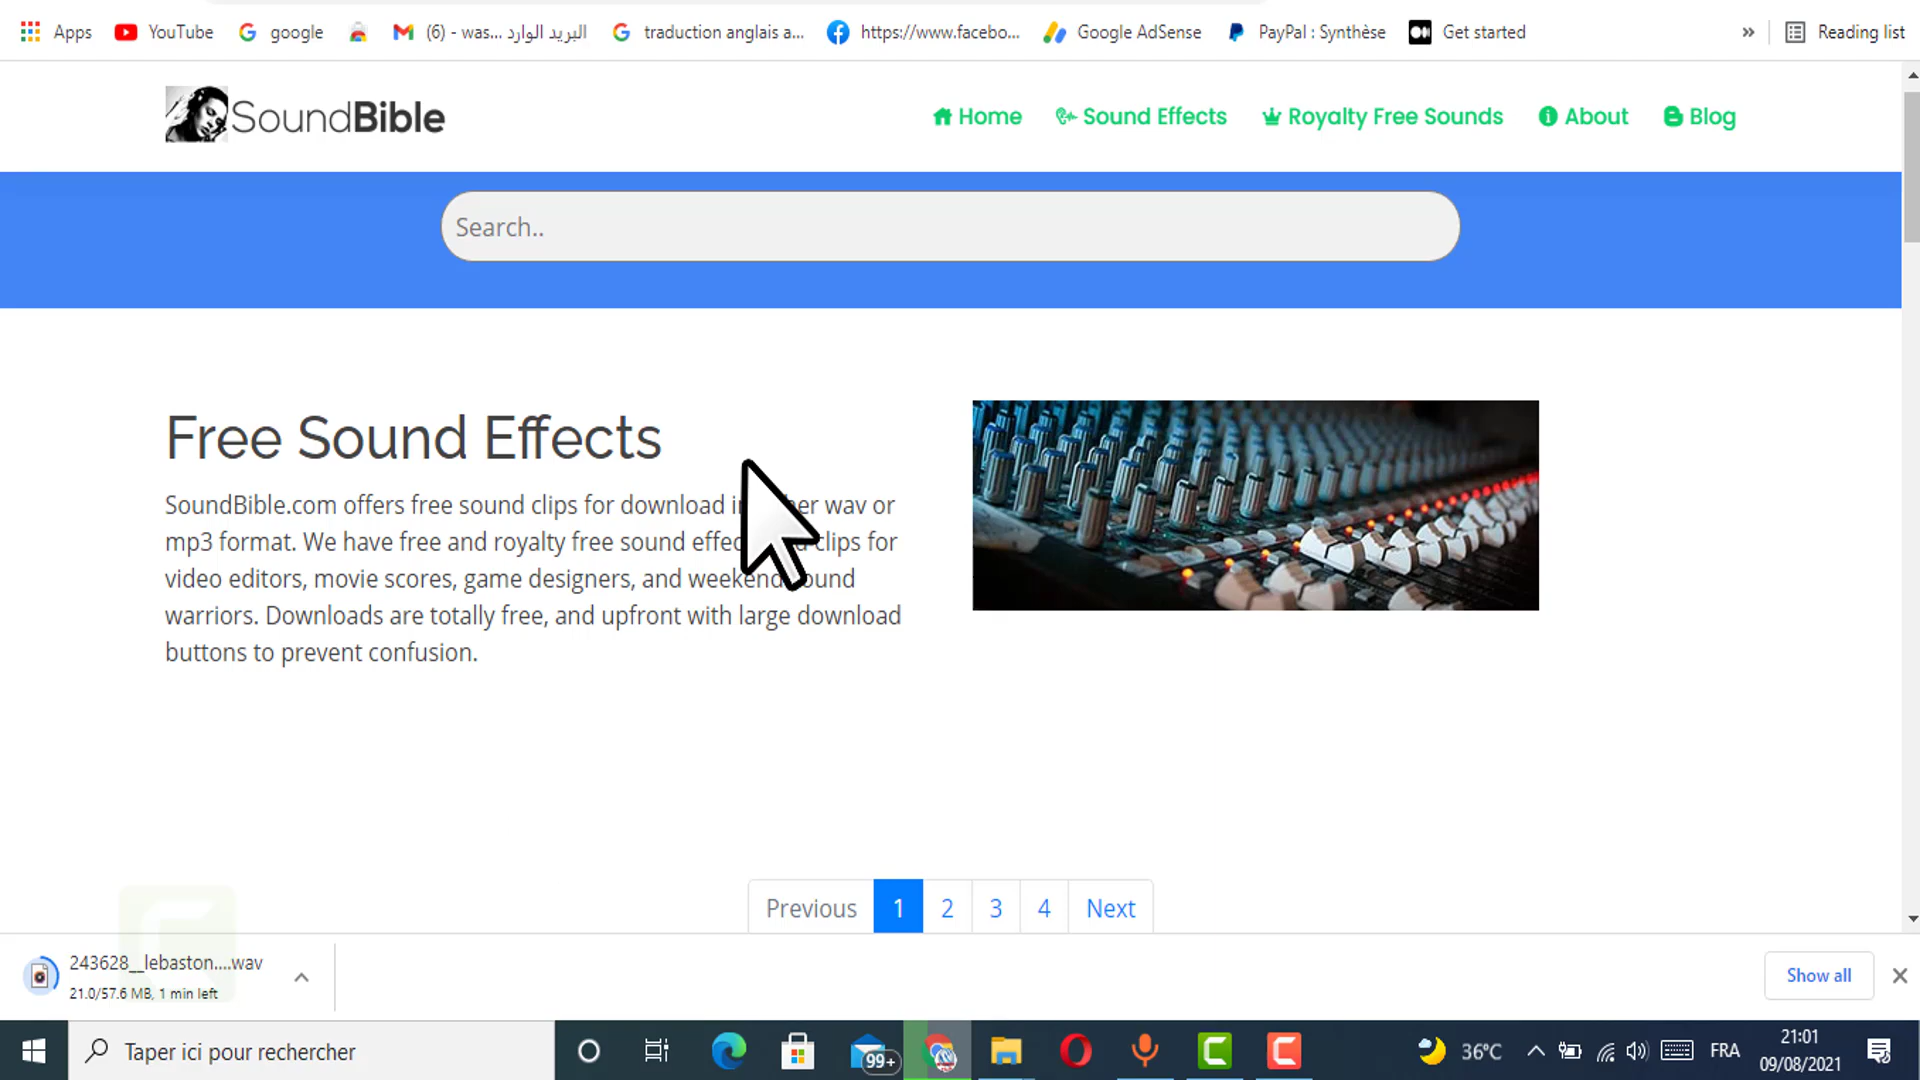 Apps YouTube google (6) - was... البريد الوارد traduction anglais a... https://www.facebo... Google AdSense PayPal : Synthèse Get started » Reading list
SoundBible
Home Sound Effects Royalty Free Sounds About Blog
Search..
Free Sound Effects
SoundBible.com offers free sound clips for download in her wav or
mp3 format. We have free and royalty free sound effec clips for
video editors, movie scores, game designers, and weekend ound
warriors. Downloads are totally free, and upfront with large download
buttons to prevent confusion.
Previous 1 2 3 4 Next
243628__lebaston....wav
21.0/57.6 MB, 1 min left
Show all
Taper ici pour rechercher
99+
36°C
FRA
21:01
09/08/2021